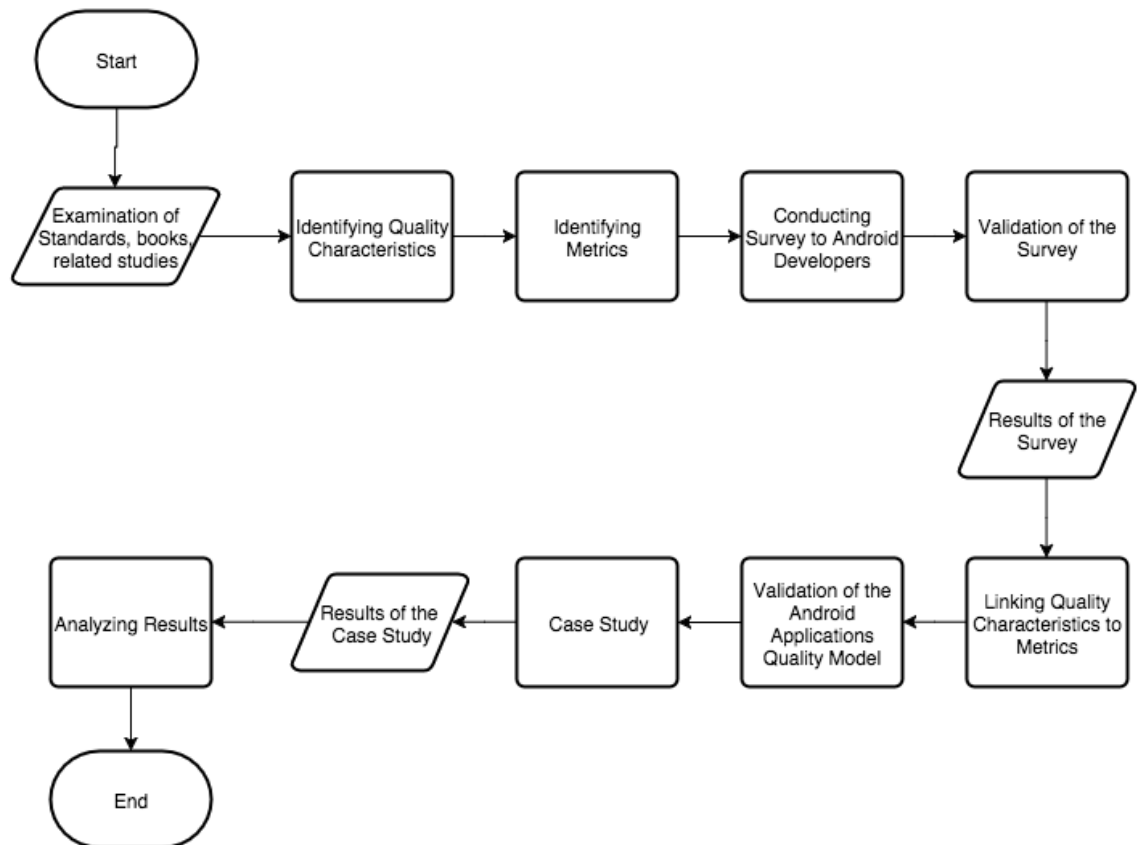 Start
Examination of
Standards, books,
related studies
Identifying Quality
Characteristics
Identifying
Metrics
Conducting
Survey to Android
Developers
Validation of the
Survey
Results of the
Survey
Linking Quality
Characteristics to
Metrics
Validation of the
Android
Applications
Quality Model
Case Study
Results of the
Case Study
Analyzing Results
End